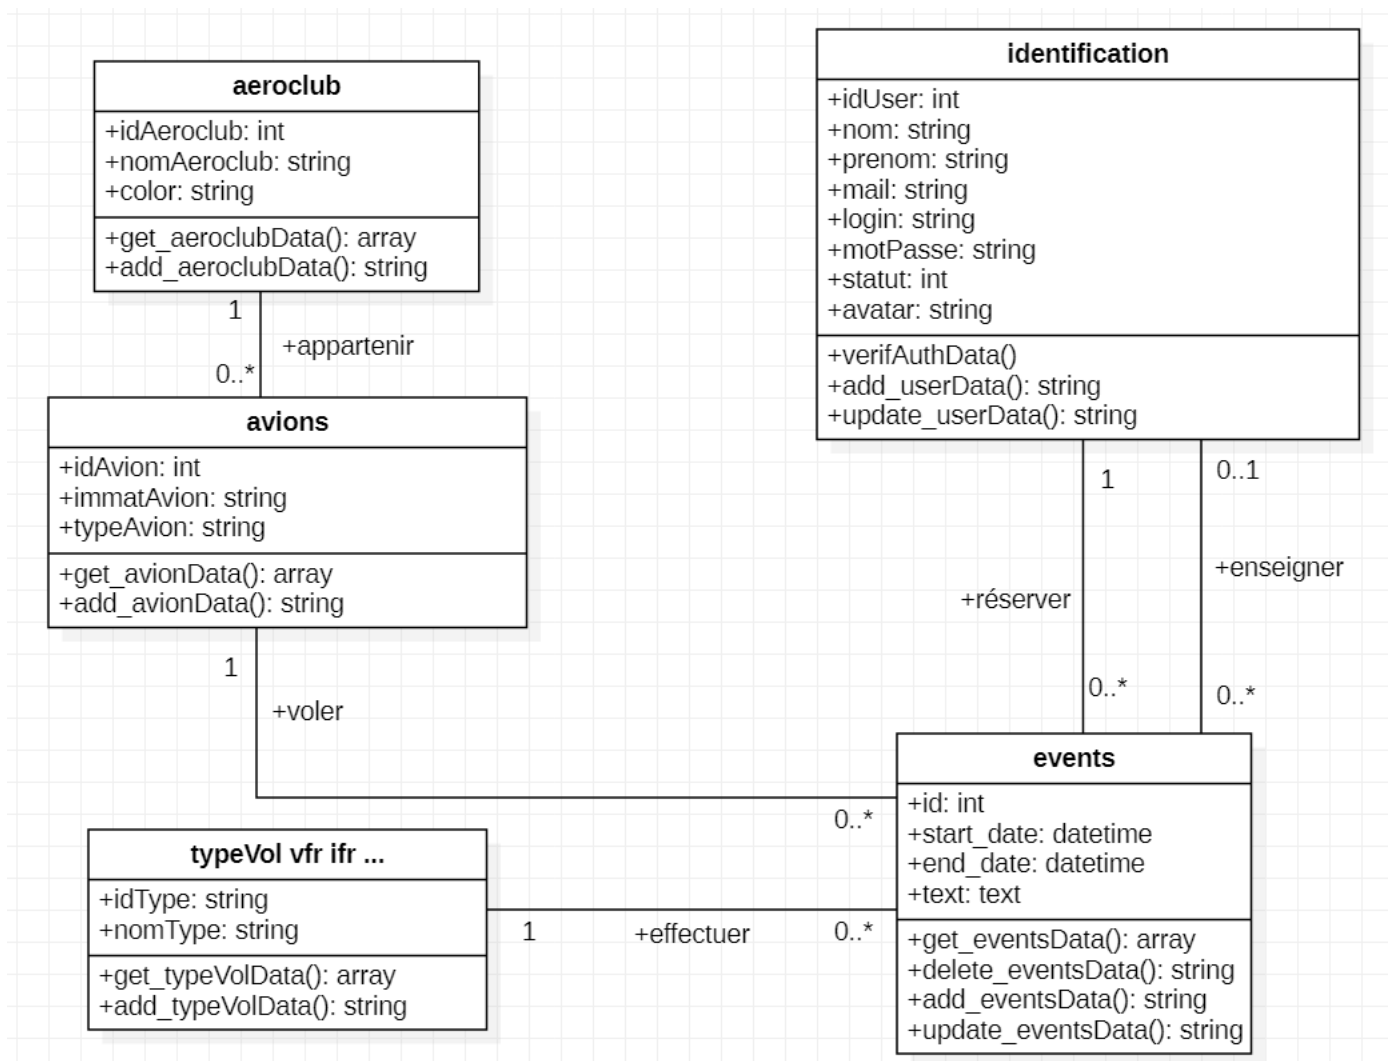 aeroclub
+idAeroclub: int
+nomAeroclub: string
+color: string
+get_aeroclubData(): array
+add_aeroclubData(): string
1
+appartenir
0..*
avions
+idAvion: int
+immatAvion: string
+typeAvion: string
+get_avionData(): array
+add_avionData(): string
1
+voler
0..*
typeVol vfr ifr ...
+idType: string
+nomType: string
+get_typeVolData(): array
+add_typeVolData(): string
1
+effectuer
0..*
identification
+idUser: int
+nom: string
+prenom: string
+mail: string
+login: string
+motPasse: string
+statut: int
+avatar: string
+verifAuthData()
+add_userData(): string
+update_userData(): string
1
+réserver
0..*
0..1
+enseigner
0..*
events
+id: int
+start_date: datetime
+end_date: datetime
+text: text
+get_eventsData(): array
+delete_eventsData(): string
+add_eventsData(): string
+update_eventsData(): string